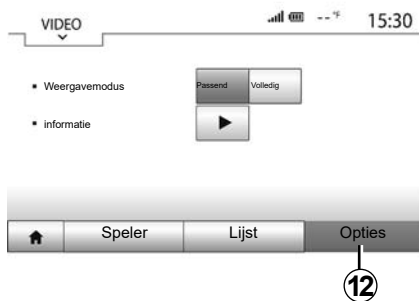 VIDEO -- °F 15:30
▪ Weergavemodus Passend Volledig
▪ informatie
Speler Lijst Opties
12